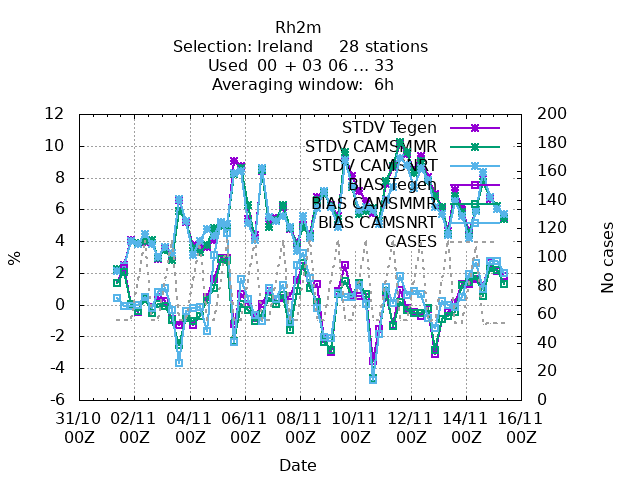 Rh2m
Selection: Ireland 28 stations
Used 00 + 03 06 ... 33
Averaging window: 6h
12 10 8 6 4 2 0 -2 -4 -6
%
200 180 160 140 120 100 80 60 40 20 0
No cases
STDV Tegen
STDV CAMSMMR
STDV CAMSNRT
BIAS Tegen
BIAS CAMSMMR
BIAS CAMSNRT
CASES
31/10 02/11 04/11 06/11 08/11 10/11 12/11 14/11 16/11
00Z 00Z 00Z 00Z 00Z 00Z 00Z 00Z 00Z
Date